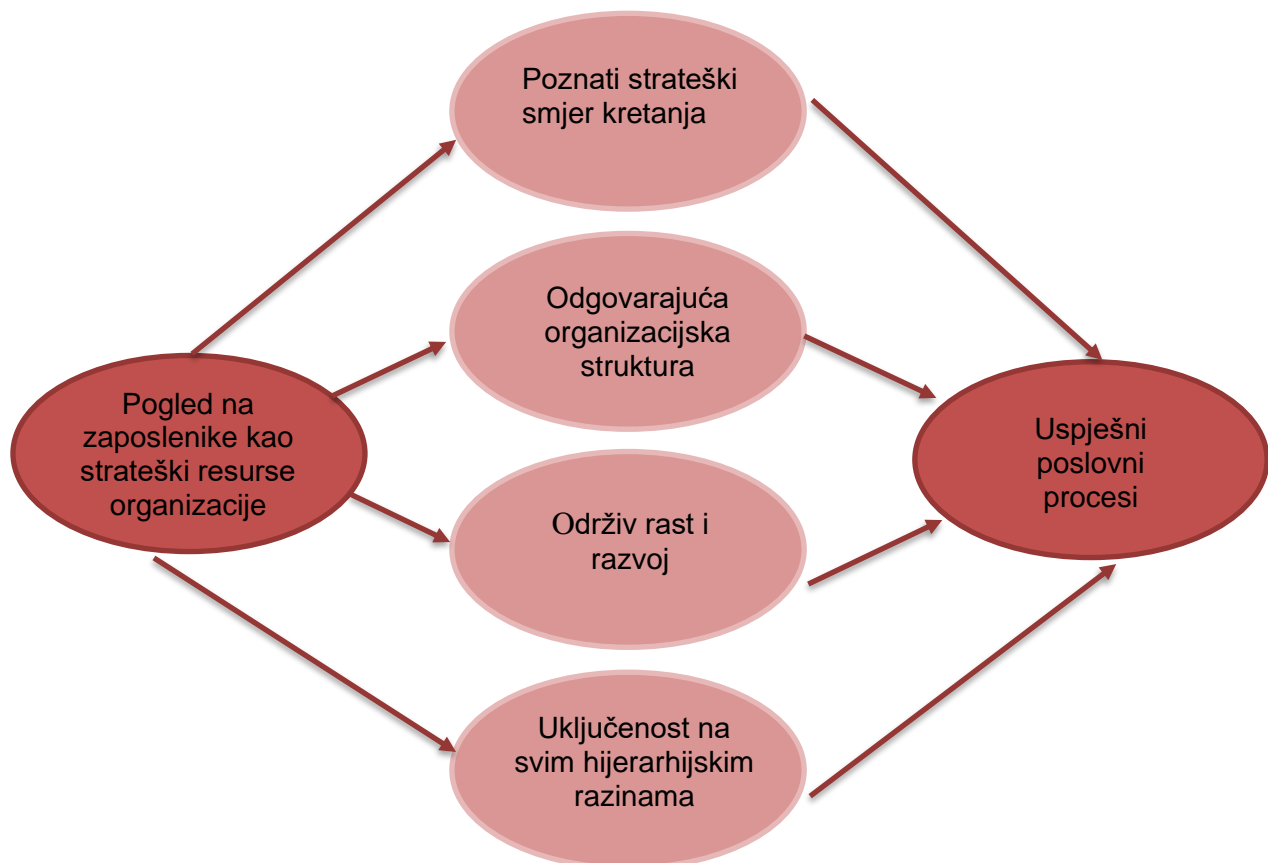 Poznati strateški
smjer kretanja
Odgovarajuća
organizacijska
struktura
Pogled na
zaposlenike kao
strateški resurse
organizacije
Uspješni
poslovni
procesi
Održiv rast i
razvoj
Uključenost na
svim hijerarhijskim
razinama